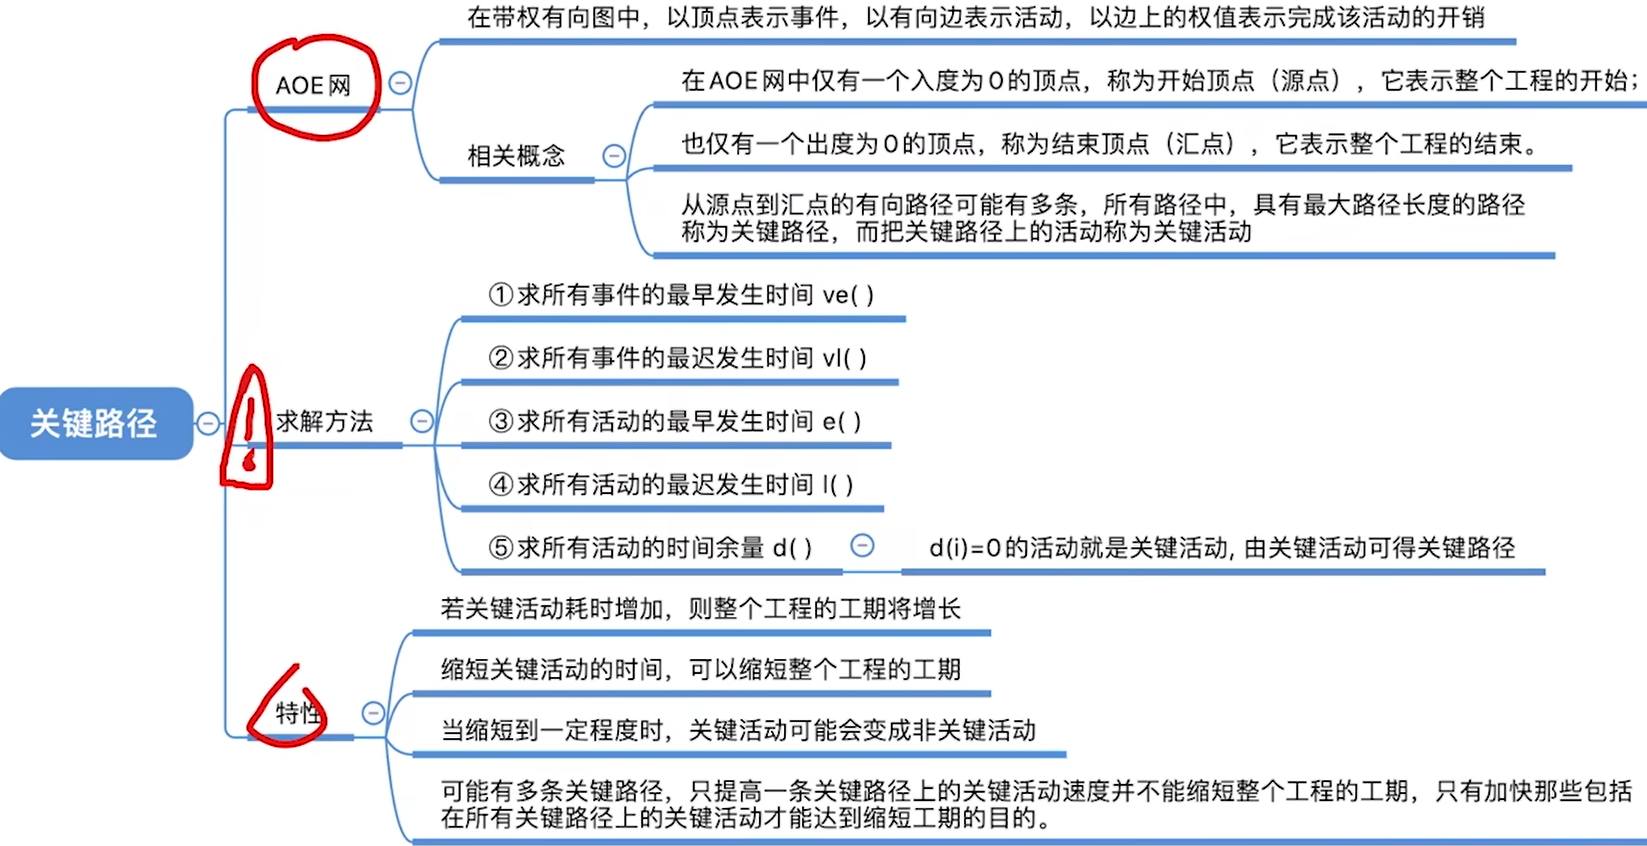 关键路径
AOE网
在带权有向图中，以顶点表示事件，以有向边表示活动，以边上的权值表示完成该活动的开销
相关概念
在AOE网中仅有一个入度为0的顶点，称为开始顶点（源点），它表示整个工程的开始；
也仅有一个出度为0的顶点，称为结束顶点（汇点），它表示整个工程的结束。
从源点到汇点的有向路径可能有多条，所有路径中，具有最大路径长度的路径
称为关键路径，而把关键路径上的活动称为关键活动
求解方法
①求所有事件的最早发生时间 ve( )
②求所有事件的最迟发生时间 vl( )
③求所有活动的最早发生时间 e( )
④求所有活动的最迟发生时间 l( )
⑤求所有活动的时间余量 d( )
d(i)=0的活动就是关键活动, 由关键活动可得关键路径
特性
若关键活动耗时增加，则整个工程的工期将增长
缩短关键活动的时间，可以缩短整个工程的工期
当缩短到一定程度时，关键活动可能会变成非关键活动
可能有多条关键路径，只提高一条关键路径上的关键活动速度并不能缩短整个工程的工期，只有加快那些包括
在所有关键路径上的关键活动才能达到缩短工期的目的。